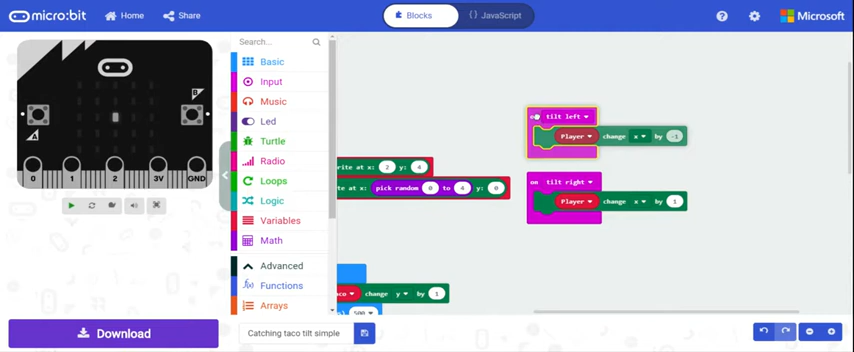 micro:bit Home Share Blocks {} JavaScript ? Microsoft
Search...
Basic
Input
Music
Led
Turtle
Radio
Loops
Logic
Variables
Math
Advanced
Functions
Arrays
B
A
0 1 2 3V GND
tilt left
Player change x by -1
on tilt right
Player change x by 1
at x: 2 y: 4
at x: pick random 0 to 4 y: 0
change y by 1
500
Download
Catching taco tilt simple